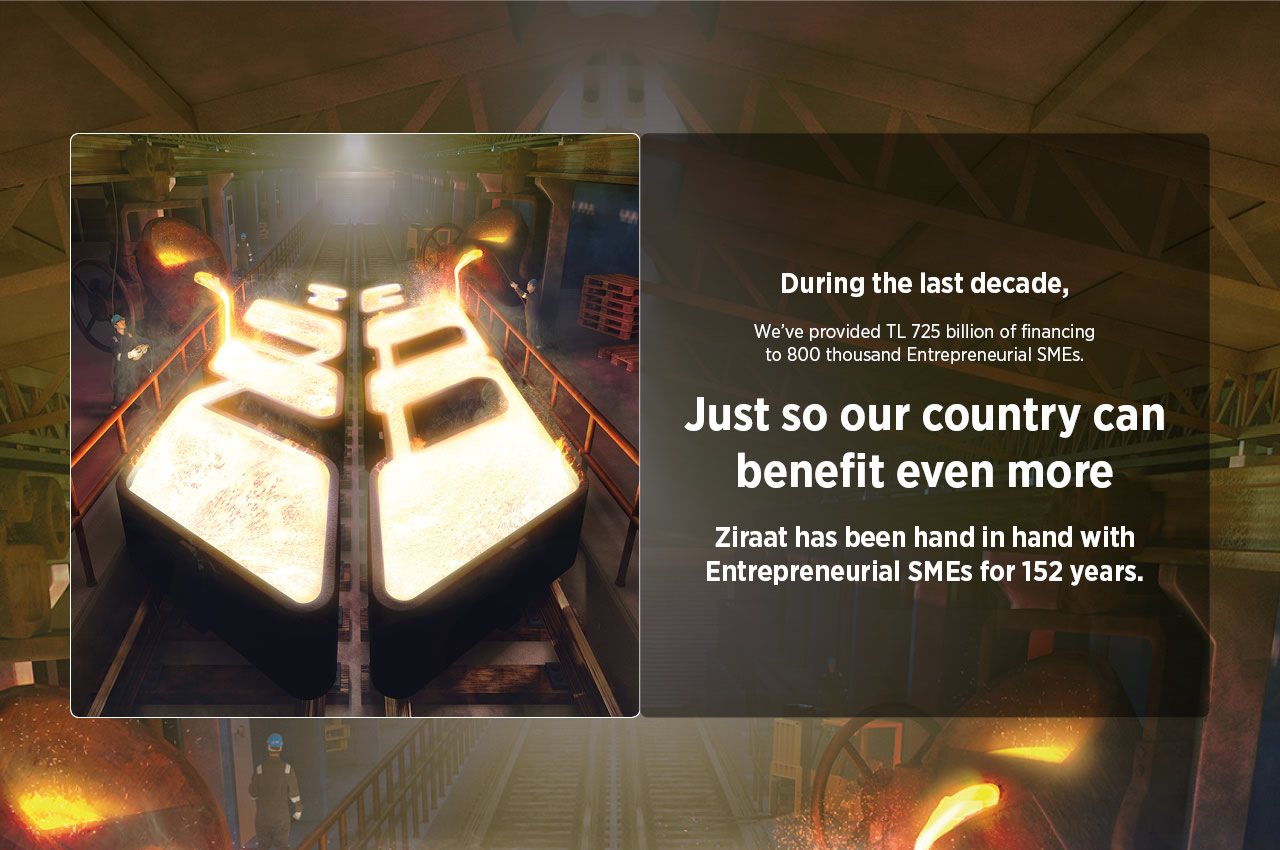 During the last decade,
We’ve provided TL 725 billion of financing
to 800 thousand Entrepreneurial SMEs.
Just so our country can
benefit even more
Ziraat has been hand in hand with
Entrepreneurial SMEs for 152 years.